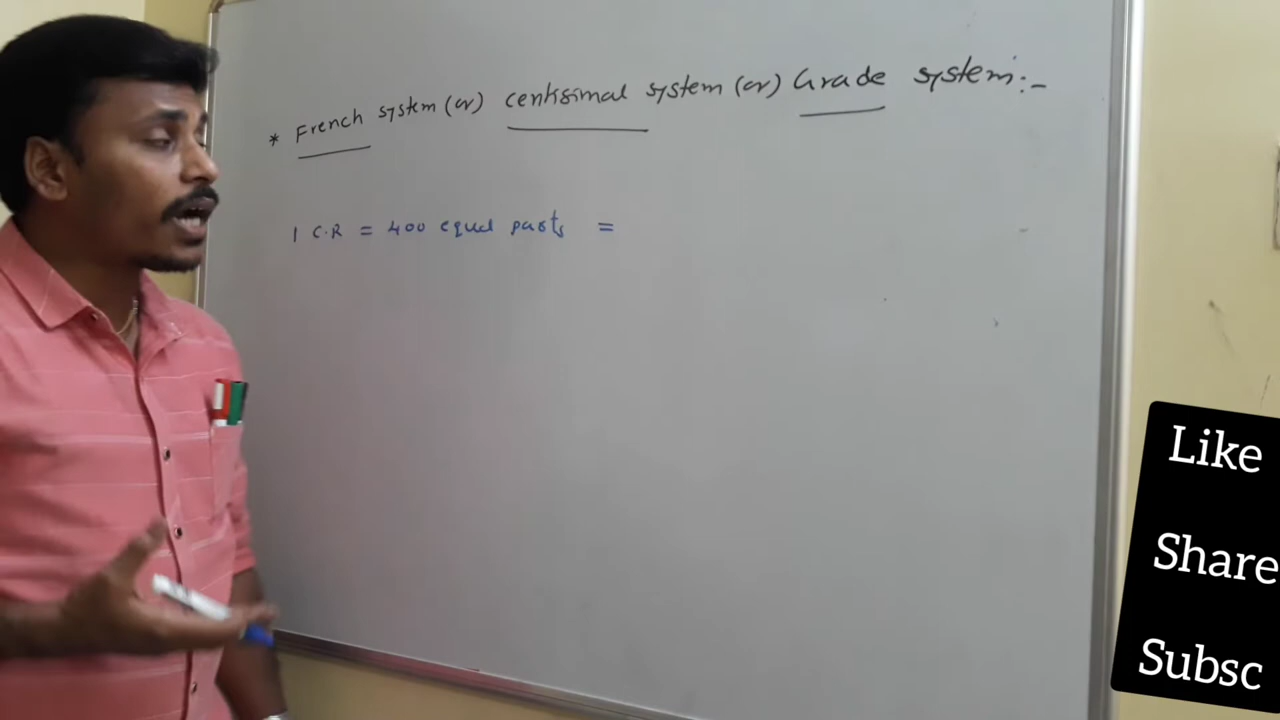 * French system (or) centisimal system (or) Grade system:-
1 C.R = 400 equal parts =
Like
Share
Subsc